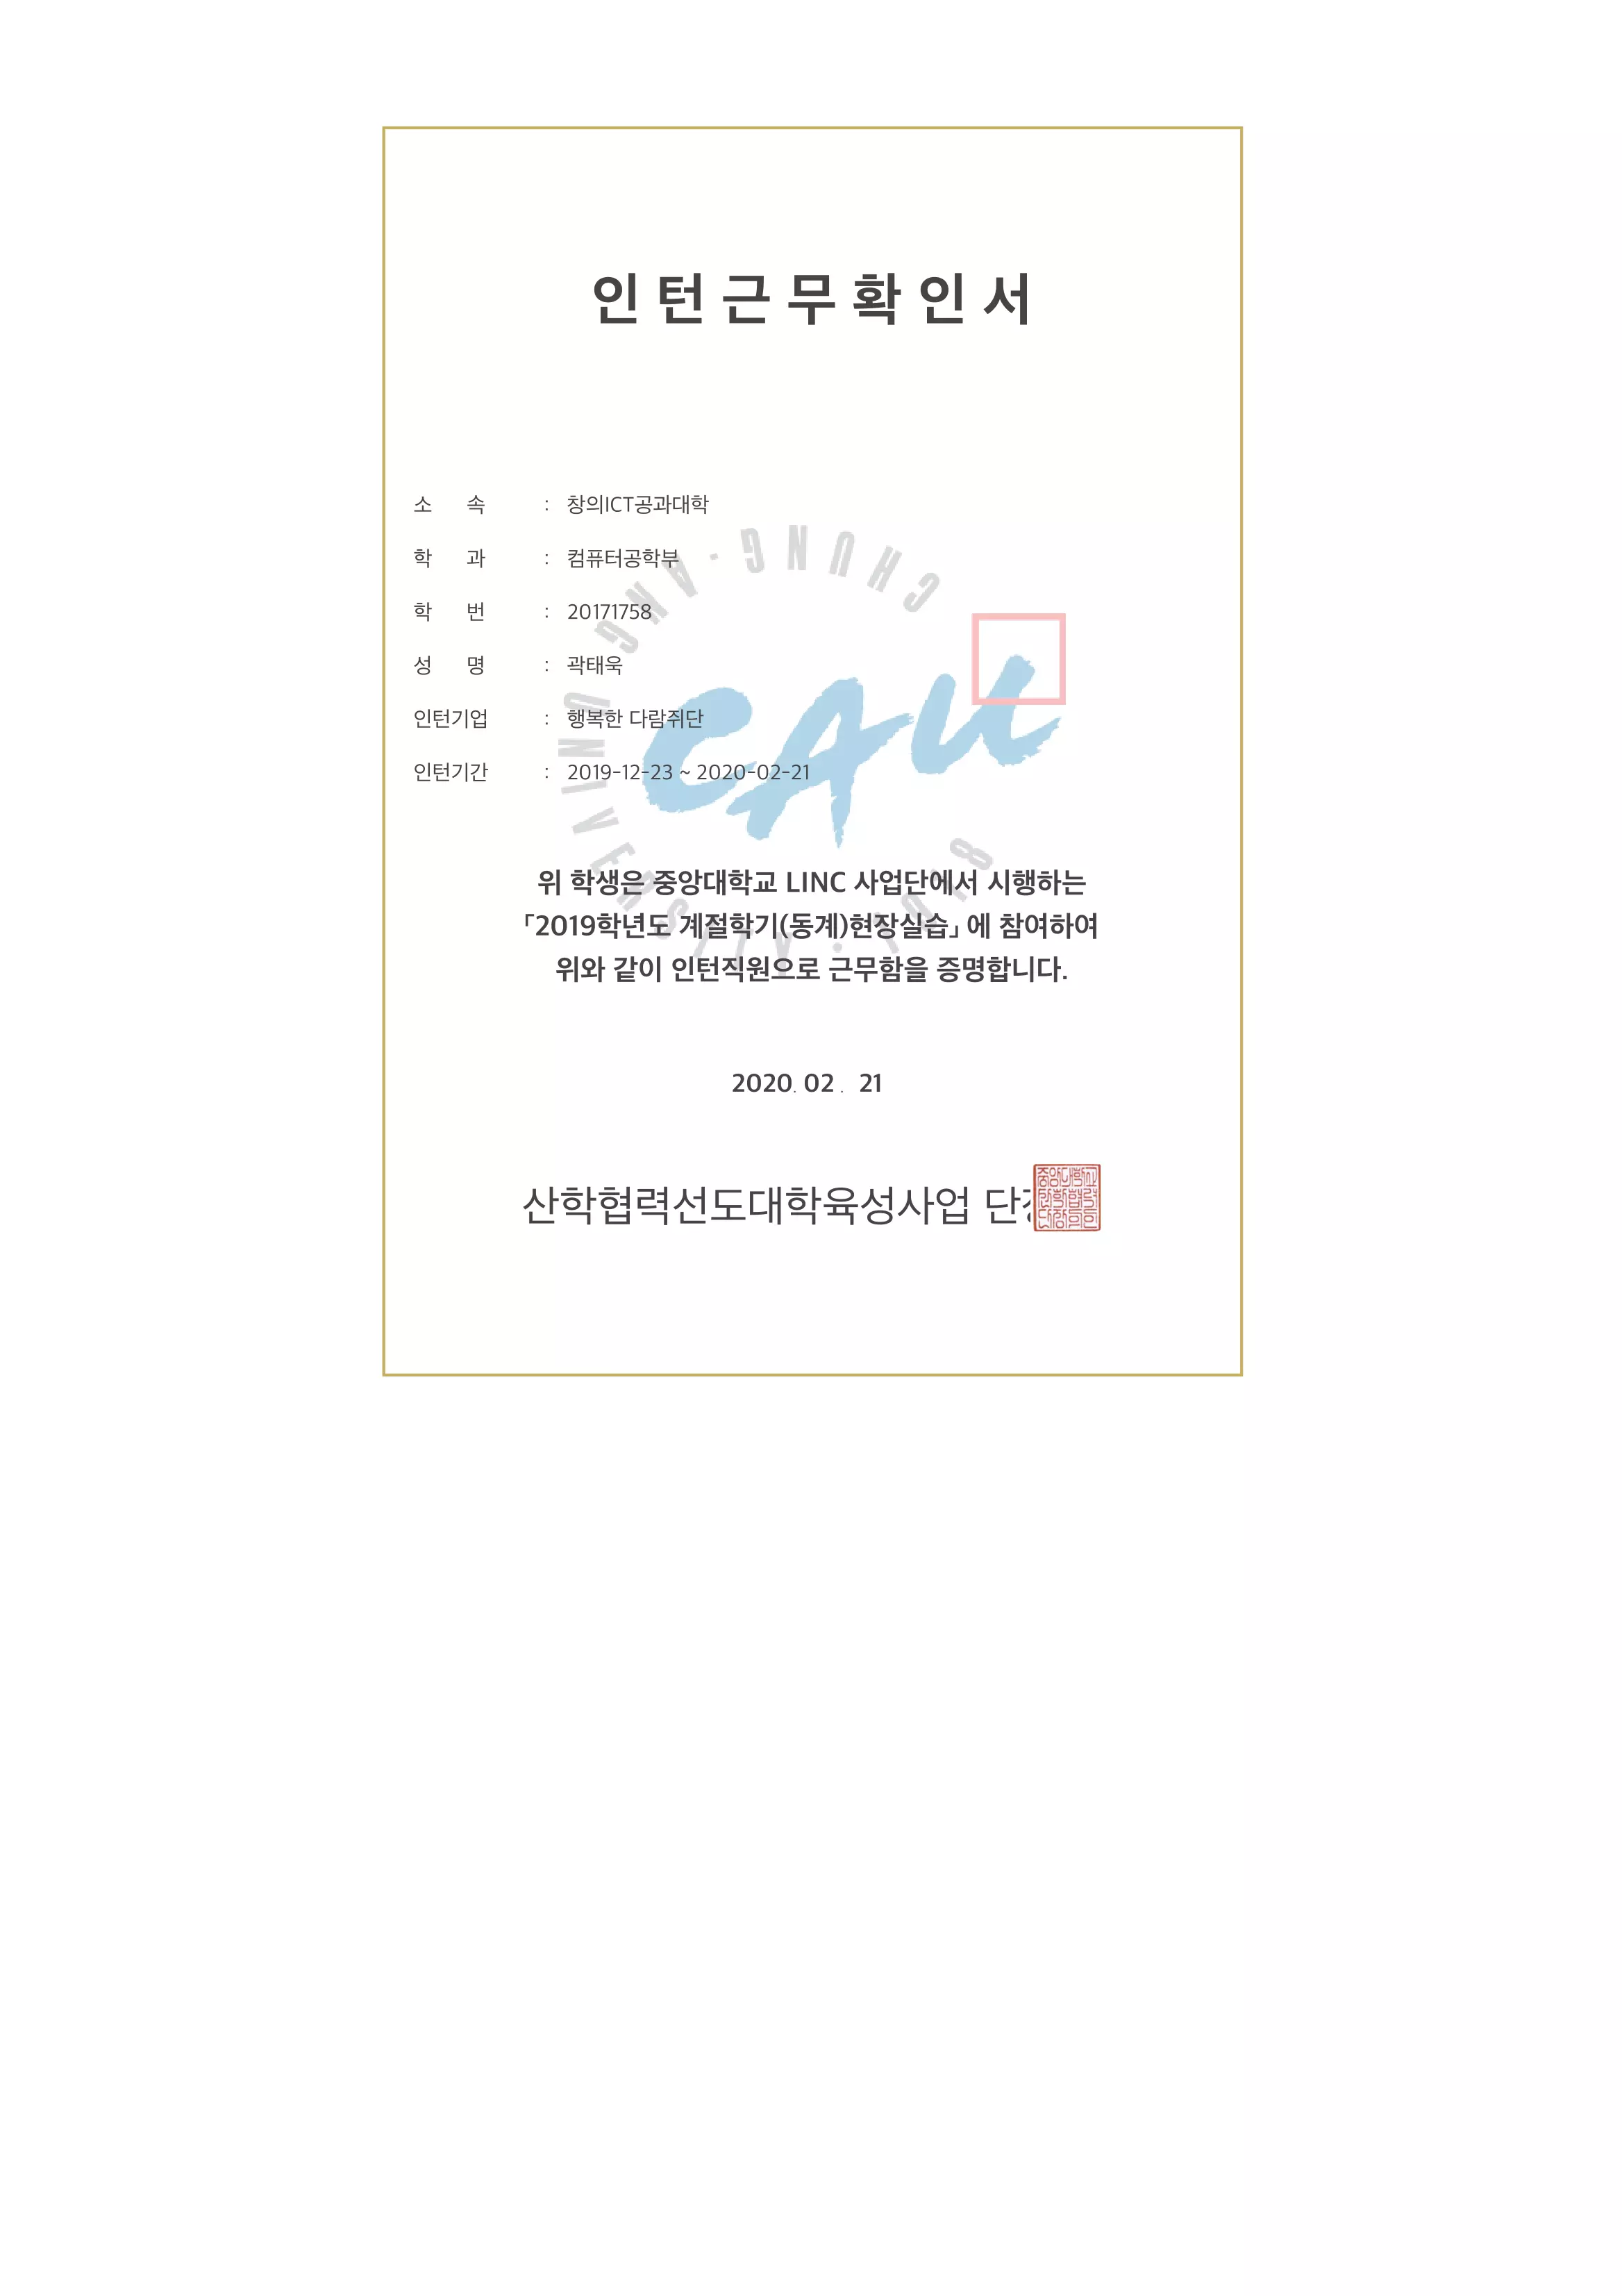 인턴근무확인서
소 속 : 창의ICT공과대학
학 과 : 컴퓨터공학부
학 번 : 20171758
성 명 : 곽태욱
인턴기업 : 행복한 다람쥐단
인턴기간 : 2019-12-23 ~ 2020-02-21
CHUNG·ANG UNIVERSITY · 1918
CAU
위 학생은 중앙대학교 LINC 사업단에서 시행하는
「2019학년도 계절학기(동계)현장실습」에 참여하여
위와 같이 인턴직원으로 근무함을 증명합니다.
2020. 02 . 21
산학협력선도대학육성사업 단장